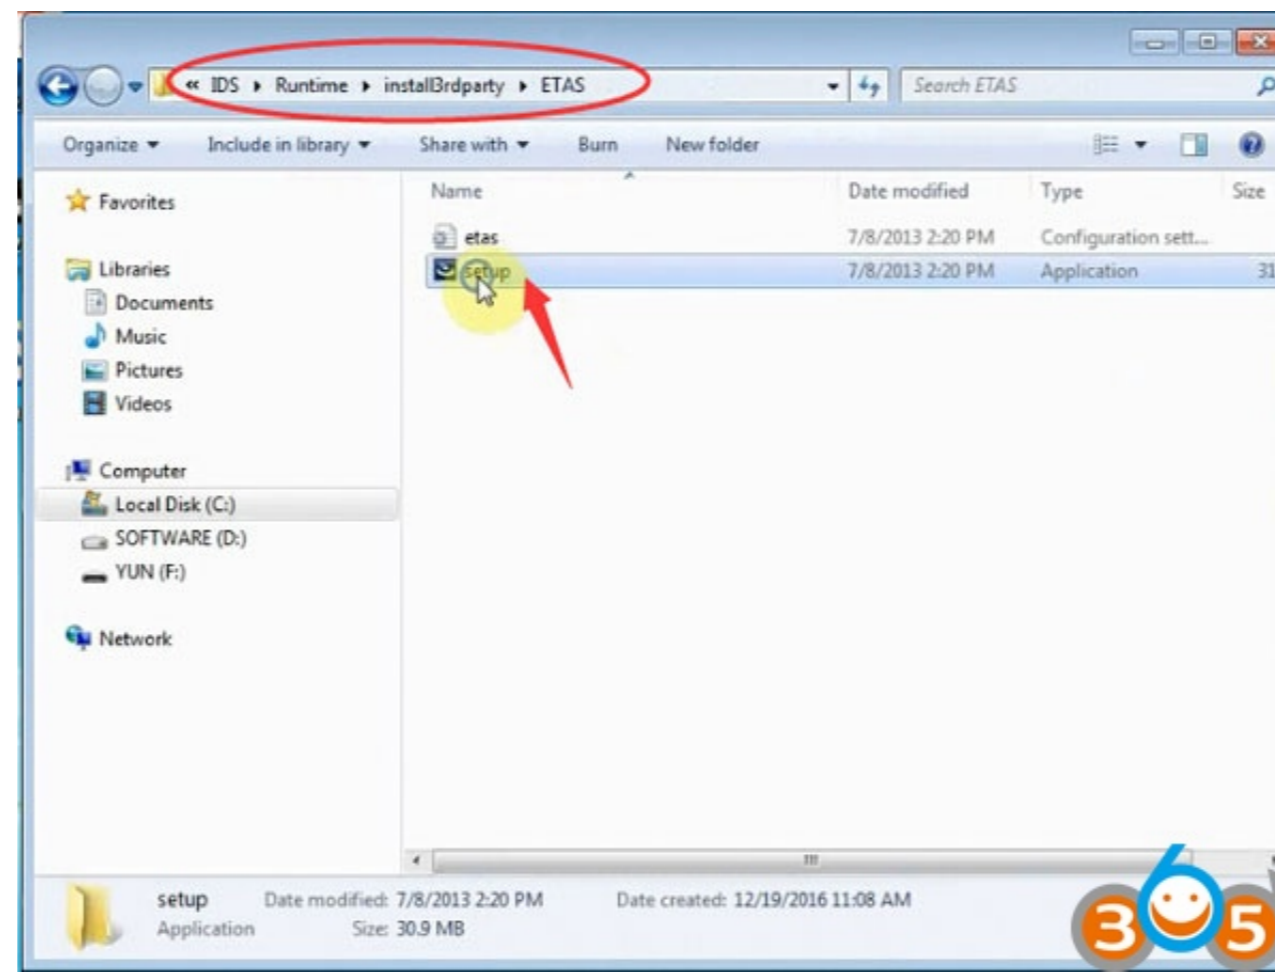 « IDS ▸ Runtime ▸ install3rdparty ▸ ETAS
Search ETAS
Organize ▾ Include in library ▾ Share with ▾ Burn New folder
Name Date modified Type Size
Favorites
etas 7/8/2013 2:20 PM Configuration sett...
setup 7/8/2013 2:20 PM Application 31
Libraries
Documents
Music
Pictures
Videos
Computer
Local Disk (C:)
SOFTWARE (D:)
YUN (F:)
Network
setup Date modified: 7/8/2013 2:20 PM Date created: 12/19/2016 11:08 AM
Application Size: 30.9 MB
365